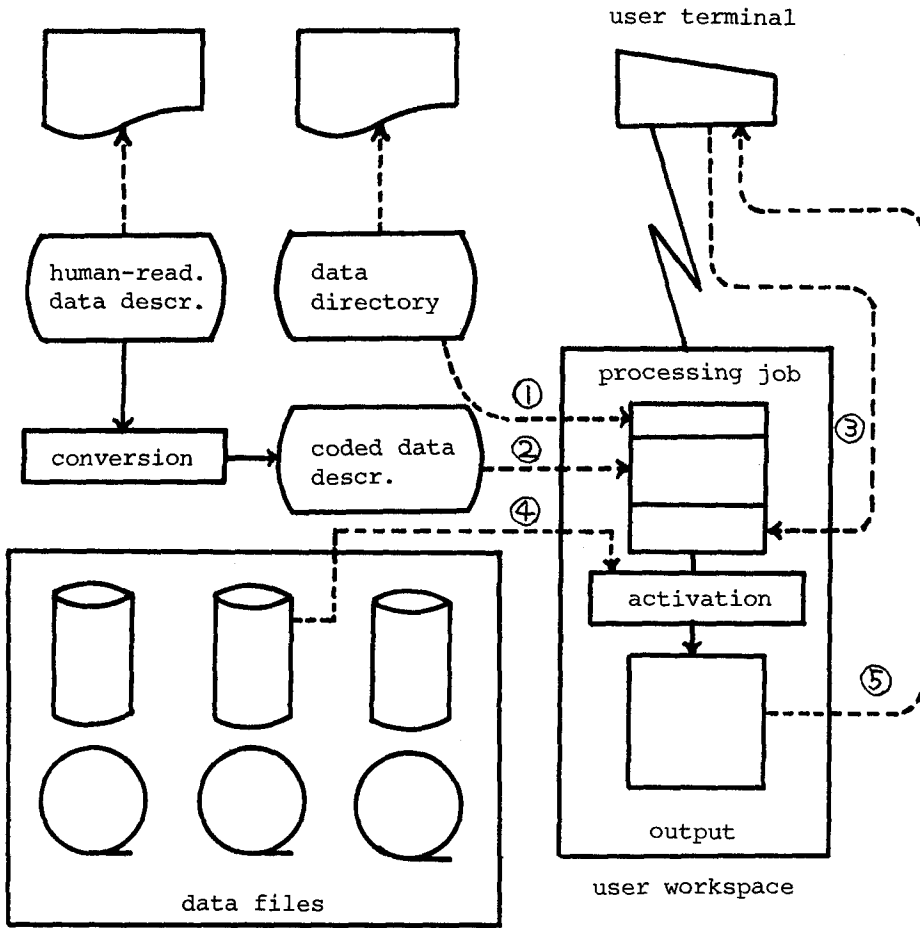 user terminal
human-read.
data descr.
data
directory
processing job
①
③
conversion
coded data
descr.
②
④
activation
⑤
output
user workspace
data files